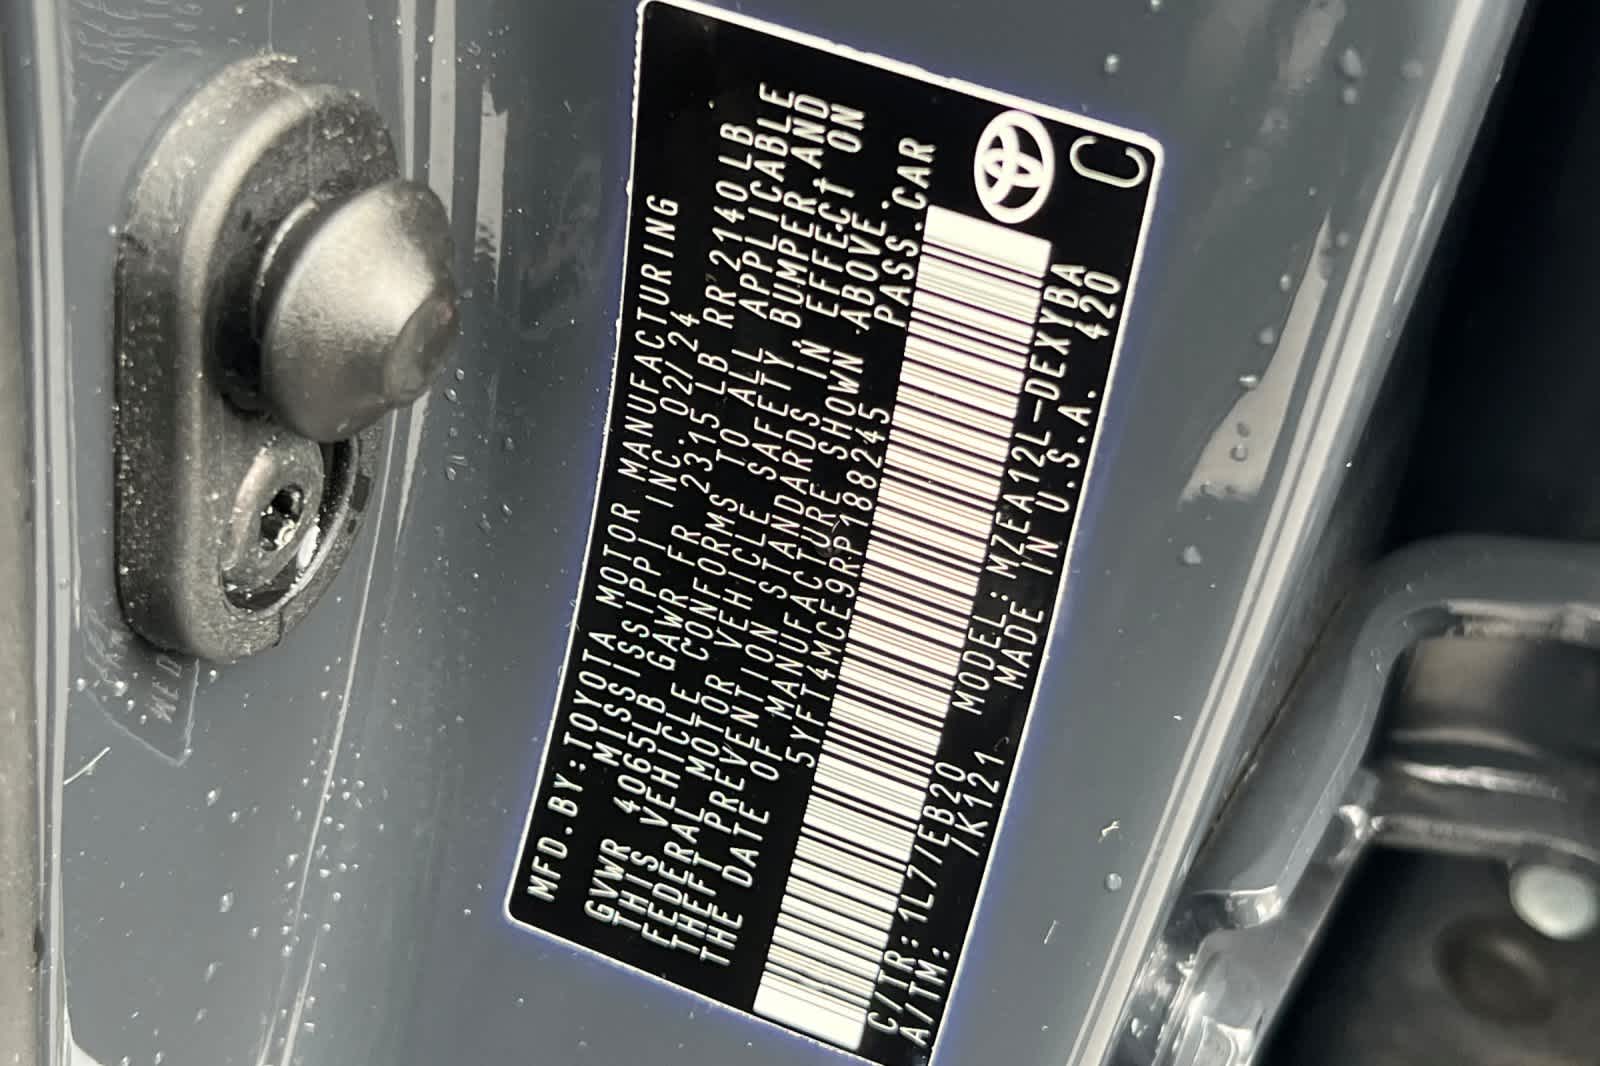 MFD.BY:TOYOTA MOTOR MANUFACTURING
MISSISSIPPI INC. 02/24
GVWR 4065LB GAWR FR 2315LB RR 2140LB
THIS VEHICLE CONFORMS TO ALL APPLICABLE
FEDERAL MOTOR VEHICLE SAFETY, BUMPER AND
THEFT PREVENTION STANDARDS IN EFFECT ON
THE DATE OF MANUFACTURE SHOWN ABOVE.
5YFT4MCE9RP188245 PASS.CAR
C/TR:1L77/EB20 MODEL:MZEA12L-DEXYBA
A/TM: /K121 MADE IN U.S.A. 420
C